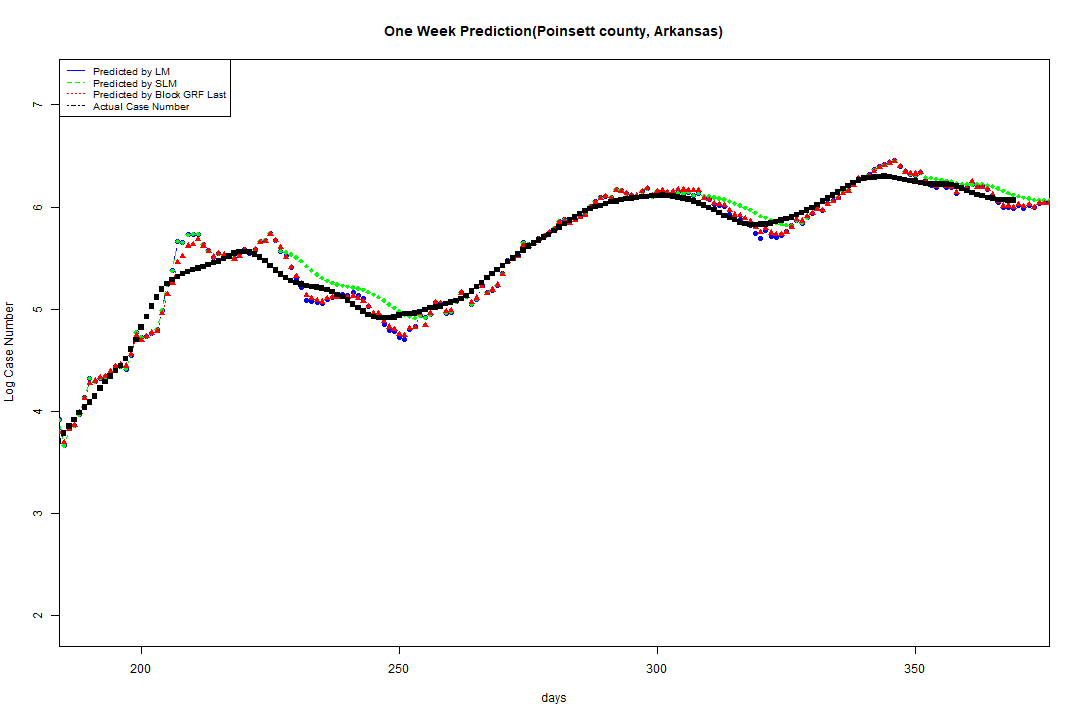 One Week Prediction(Poinsett county, Arkansas)
Predicted by LM
Predicted by SLM
Predicted by Block GRF Last
Actual Case Number
7
6
5
4
3
2
Log Case Number
200 250 300 350
days